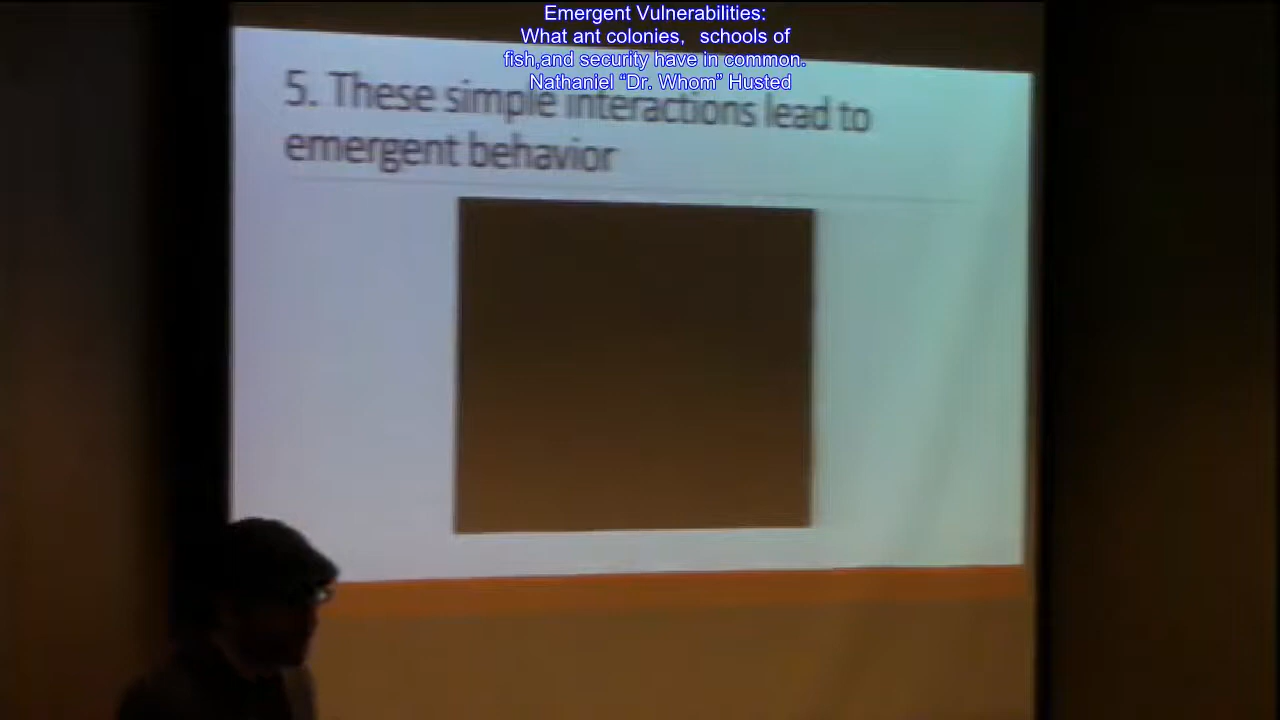 Emergent Vulnerabilities:
What ant colonies, schools of
fish,and security have in common.
Nathaniel “Dr. Whom” Husted
5. These simple interactions lead to
emergent behavior